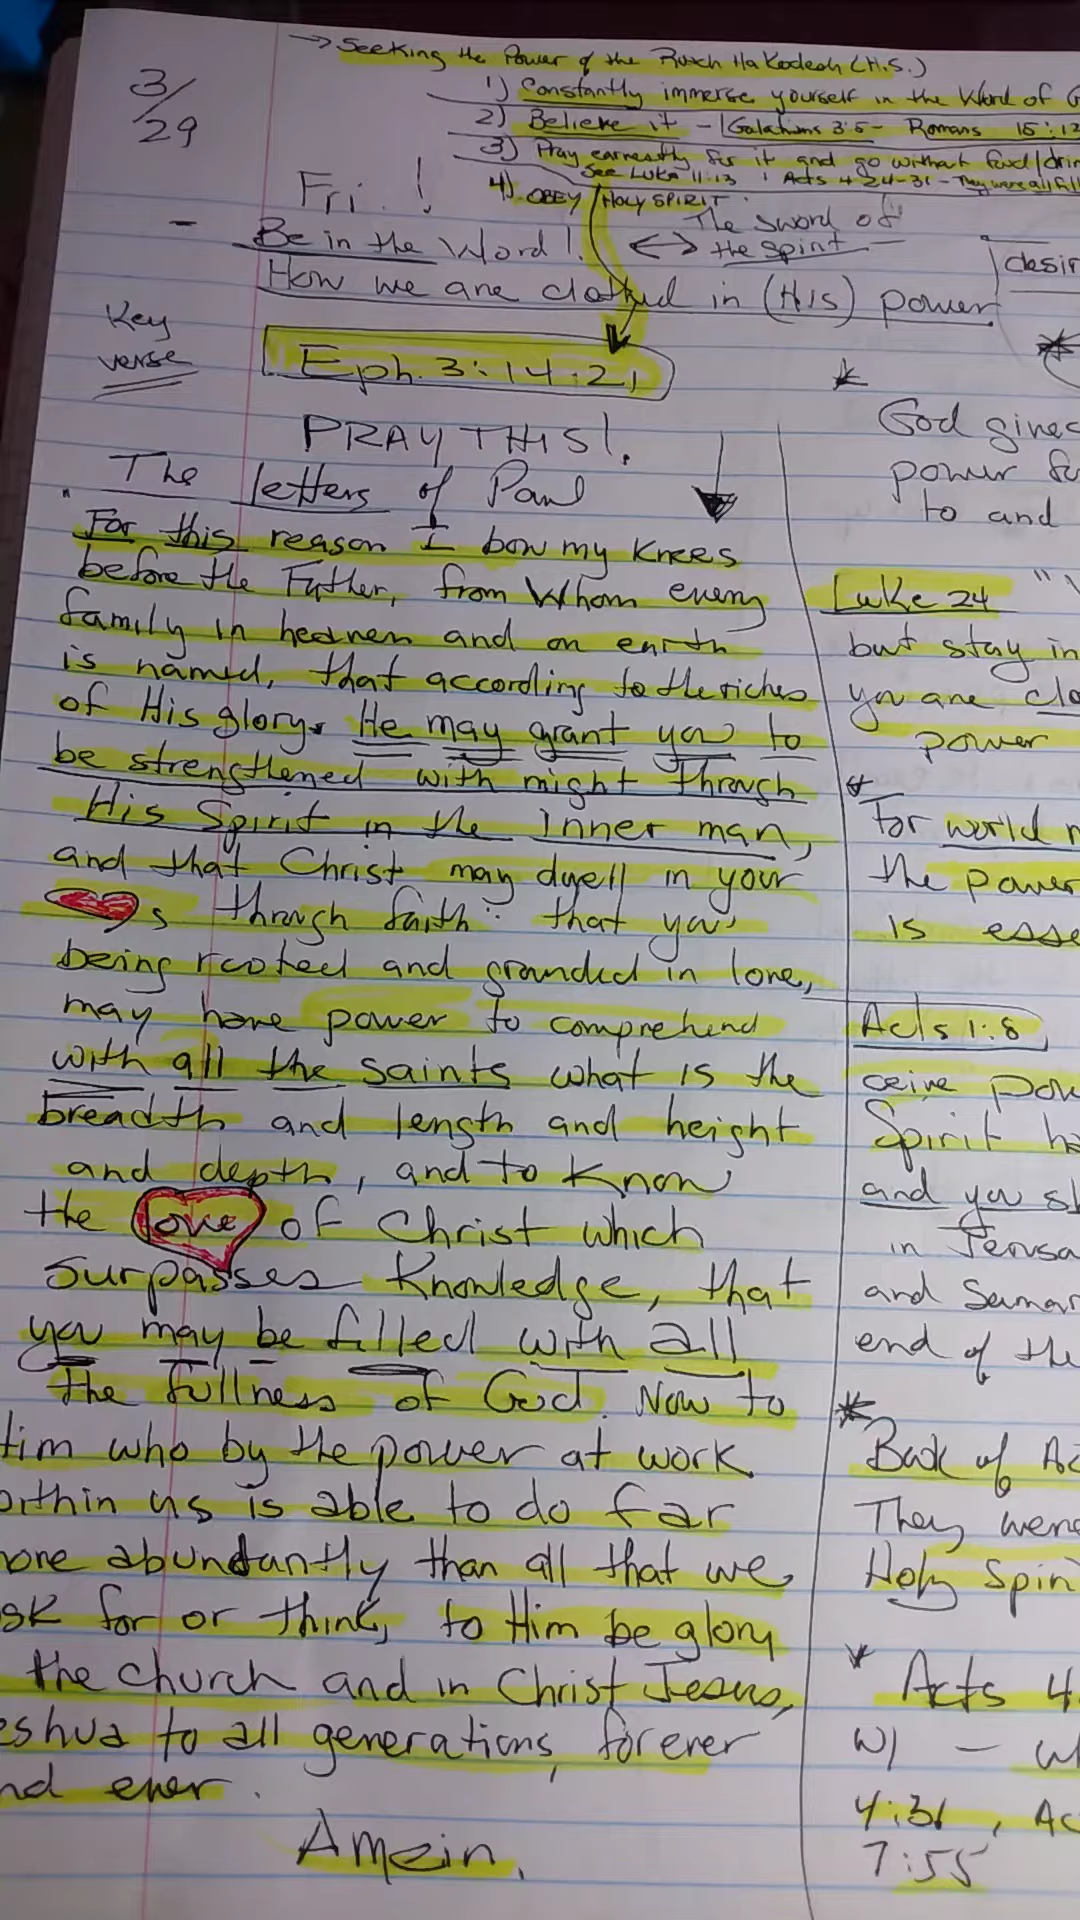 → Seeking the Power of the Ruach Ha Kodesh (H.S.)
1) Constantly immerse yourself in the Word of G
2) Believe it - Galatians 3:5 - Romans 15:13
3) Pray earnestly for it and go without food/drin
See Luke 11:13 ; Acts 4:24-31 - They were all fill
4) OBEY HOLY SPIRIT.
3/29
Fri. !
- Be in the Word! <-> The sword of the spirit
How we are clothed in (His) power
Key verse
Eph. 3:14-21
PRAY THIS!
The letters of Paul
For this reason I bow my knees
before the Father, from Whom every
family in heaven and on earth
is named, that according to the riches
of His glory, He may grant you to
be strengthened with might through
His Spirit in the inner man,
and that Christ may dwell in your
♥s through faith: that you
being rooted and grounded in love,
may have power to comprehend
with all the saints what is the
breadth and length and height
and depth, and to know
the love of Christ which
surpasses knowledge, that
you may be filled with all
the fullness of God. Now to
Him who by the power at work
within us is able to do far
more abundantly than all that we
ask for or think, to Him be glory
the church and in Christ Jesus,
eshua to all generations, forever
nd ever.
Amein.
desir
* God gives
power fo
to and
Luke 24 "
but stay in
you are clo
power
* For world m
the power
is esse
Acts 1:8
ceive pow
Spirit ha
and you sh
in Jerusa
and Samar
end of the
* Book of Ac
They were
Holy Spiri
* Acts 4
w/ - wh
4:31, Ac
7:55